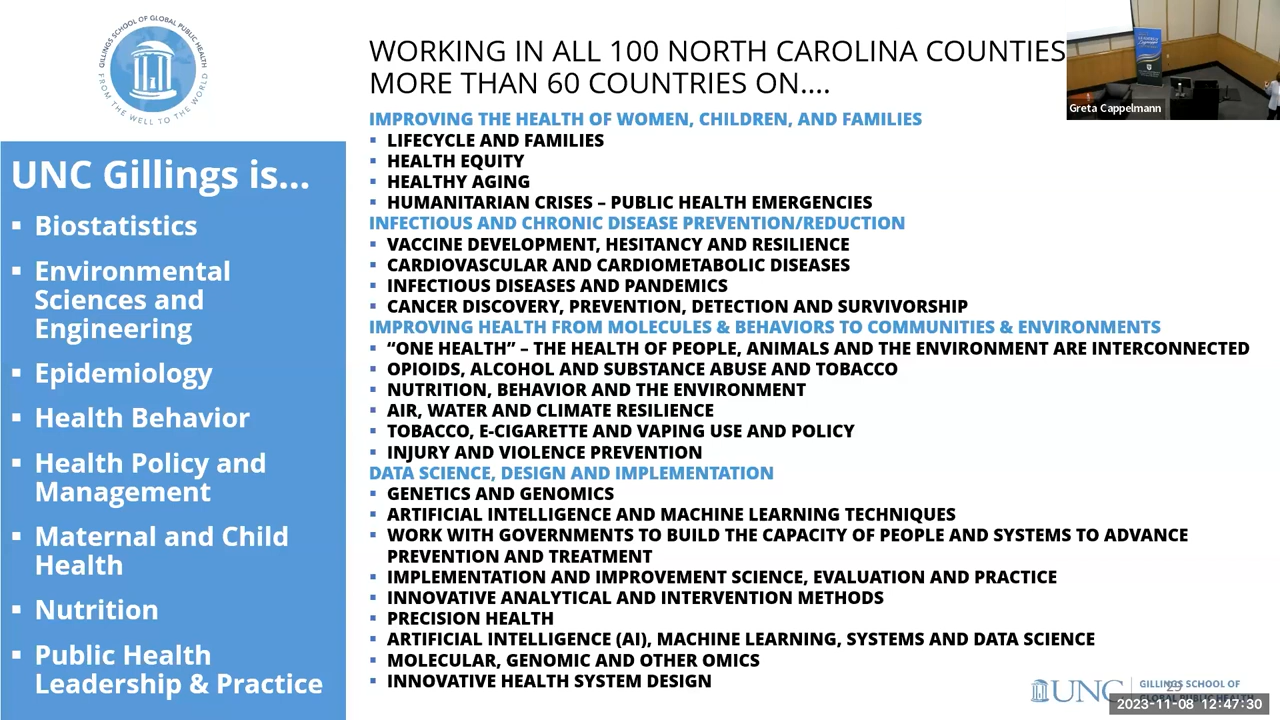 GILLINGS SCHOOL OF GLOBAL PUBLIC HEALTH
FROM THE WELL TO THE WORLD
UNC Gillings is...
▪ Biostatistics
▪ Environmental
Sciences and
Engineering
▪ Epidemiology
▪ Health Behavior
▪ Health Policy and
Management
▪ Maternal and Child
Health
▪ Nutrition
▪ Public Health
Leadership & Practice
WORKING IN ALL 100 NORTH CAROLINA COUNTIES
MORE THAN 60 COUNTRIES ON....
IMPROVING THE HEALTH OF WOMEN, CHILDREN, AND FAMILIES
▪ LIFECYCLE AND FAMILIES
▪ HEALTH EQUITY
▪ HEALTHY AGING
▪ HUMANITARIAN CRISES – PUBLIC HEALTH EMERGENCIES
INFECTIOUS AND CHRONIC DISEASE PREVENTION/REDUCTION
▪ VACCINE DEVELOPMENT, HESITANCY AND RESILIENCE
▪ CARDIOVASCULAR AND CARDIOMETABOLIC DISEASES
▪ INFECTIOUS DISEASES AND PANDEMICS
▪ CANCER DISCOVERY, PREVENTION, DETECTION AND SURVIVORSHIP
IMPROVING HEALTH FROM MOLECULES & BEHAVIORS TO COMMUNITIES & ENVIRONMENTS
▪ “ONE HEALTH” – THE HEALTH OF PEOPLE, ANIMALS AND THE ENVIRONMENT ARE INTERCONNECTED
▪ OPIOIDS, ALCOHOL AND SUBSTANCE ABUSE AND TOBACCO
▪ NUTRITION, BEHAVIOR AND THE ENVIRONMENT
▪ AIR, WATER AND CLIMATE RESILIENCE
▪ TOBACCO, E-CIGARETTE AND VAPING USE AND POLICY
▪ INJURY AND VIOLENCE PREVENTION
DATA SCIENCE, DESIGN AND IMPLEMENTATION
▪ GENETICS AND GENOMICS
▪ ARTIFICIAL INTELLIGENCE AND MACHINE LEARNING TECHNIQUES
▪ WORK WITH GOVERNMENTS TO BUILD THE CAPACITY OF PEOPLE AND SYSTEMS TO ADVANCE
PREVENTION AND TREATMENT
▪ IMPLEMENTATION AND IMPROVEMENT SCIENCE, EVALUATION AND PRACTICE
▪ INNOVATIVE ANALYTICAL AND INTERVENTION METHODS
▪ PRECISION HEALTH
▪ ARTIFICIAL INTELLIGENCE (AI), MACHINE LEARNING, SYSTEMS AND DATA SCIENCE
▪ MOLECULAR, GENOMIC AND OTHER OMICS
▪ INNOVATIVE HEALTH SYSTEM DESIGN
Greta Cappelmann
UNC
GILLINGS SCHOOL OF
GLOBAL PUBLIC HEALTH
2023-11-08 12:47:30